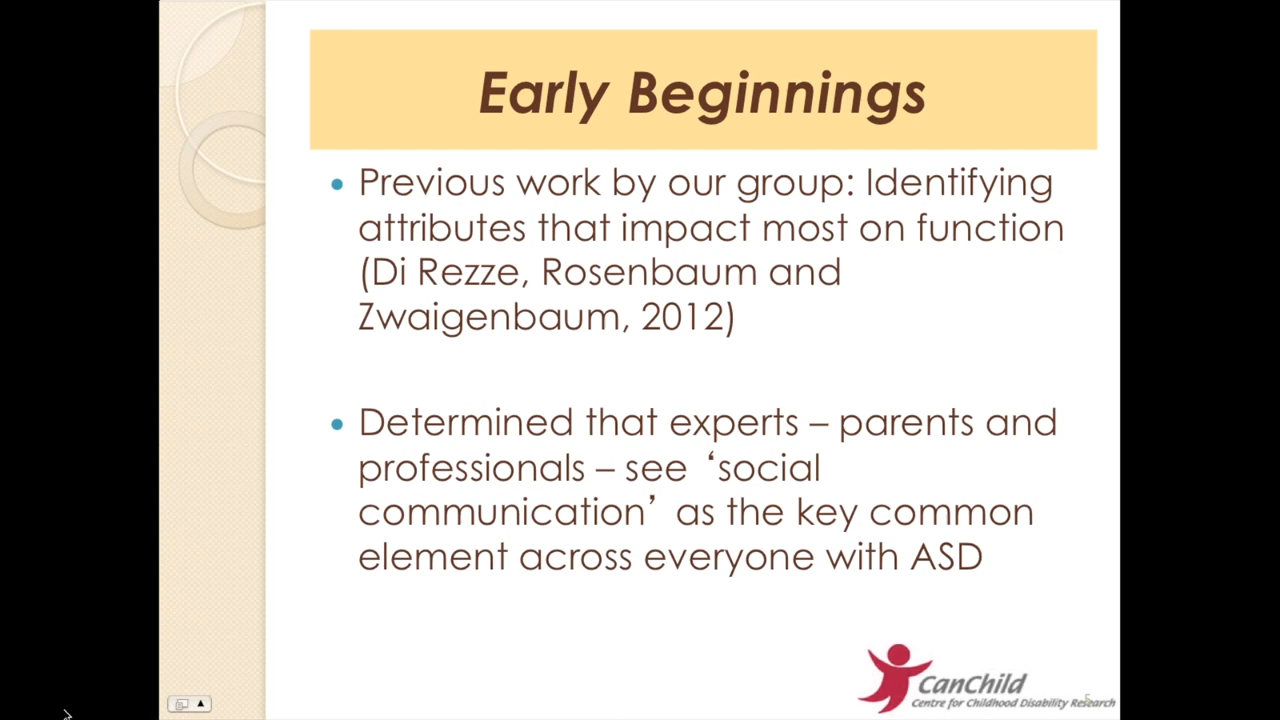 Early Beginnings
• Previous work by our group: Identifying
attributes that impact most on function
(Di Rezze, Rosenbaum and
Zwaigenbaum, 2012)
• Determined that experts – parents and
professionals – see ‘social
communication’ as the key common
element across everyone with ASD
CanChild
Centre for Childhood Disability Research
5